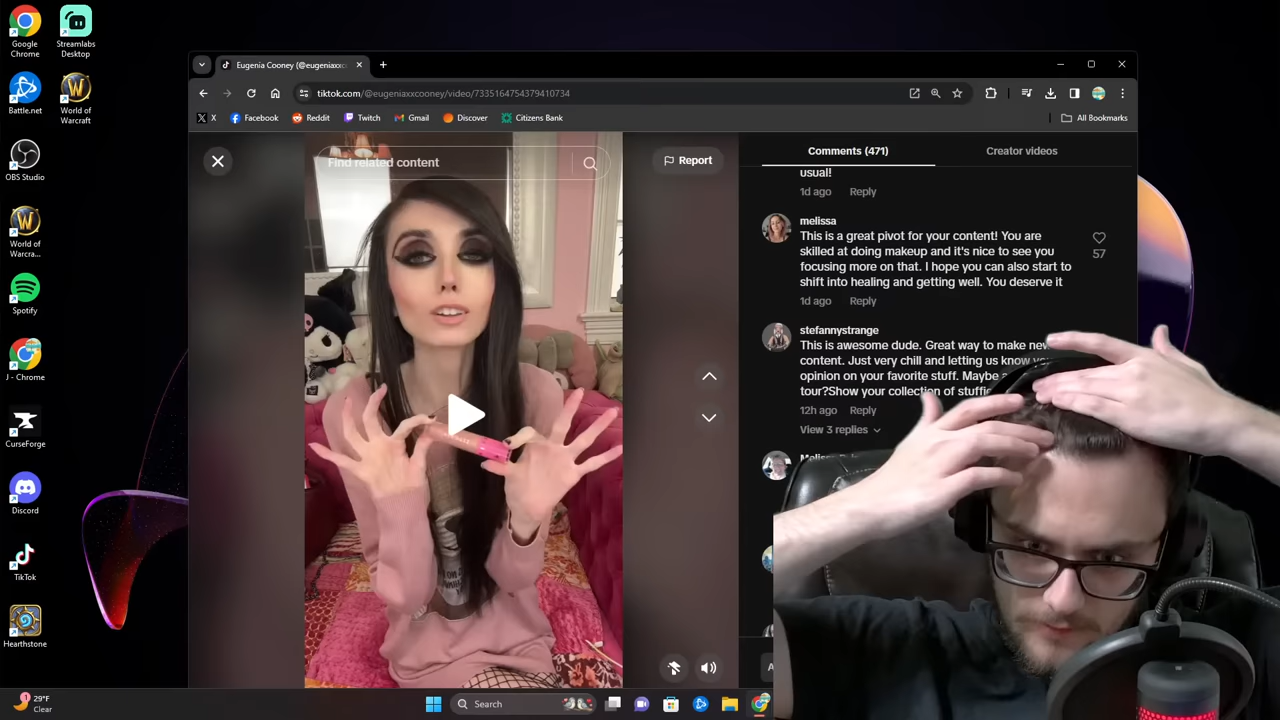 Google
Chrome
Streamlabs
Desktop
Battle.net
World of
Warcraft
OBS Studio
World of
Warcra...
Spotify
J - Chrome
CurseForge
Discord
TikTok
Hearthstone
Eugenia Cooney (@eugeniaxxc
tiktok.com/@eugeniaxxcooney/video/7335164754379410734
X
Facebook
Reddit
Twitch
Gmail
Discover
Citizens Bank
All Bookmarks
Find related content
Report
Comments (471)
Creator videos
usual!
1d ago Reply
melissa
This is a great pivot for your content! You are
skilled at doing makeup and it's nice to see you
focusing more on that. I hope you can also start to
shift into healing and getting well. You deserve it
57
1d ago Reply
stefannystrange
This is awesome dude. Great way to make new
content. Just very chill and letting us know your
opinion on your favorite stuff. Maybe a
tour?Show your collection of stuffie
12h ago Reply
View 3 replies
29°F
Clear
Search